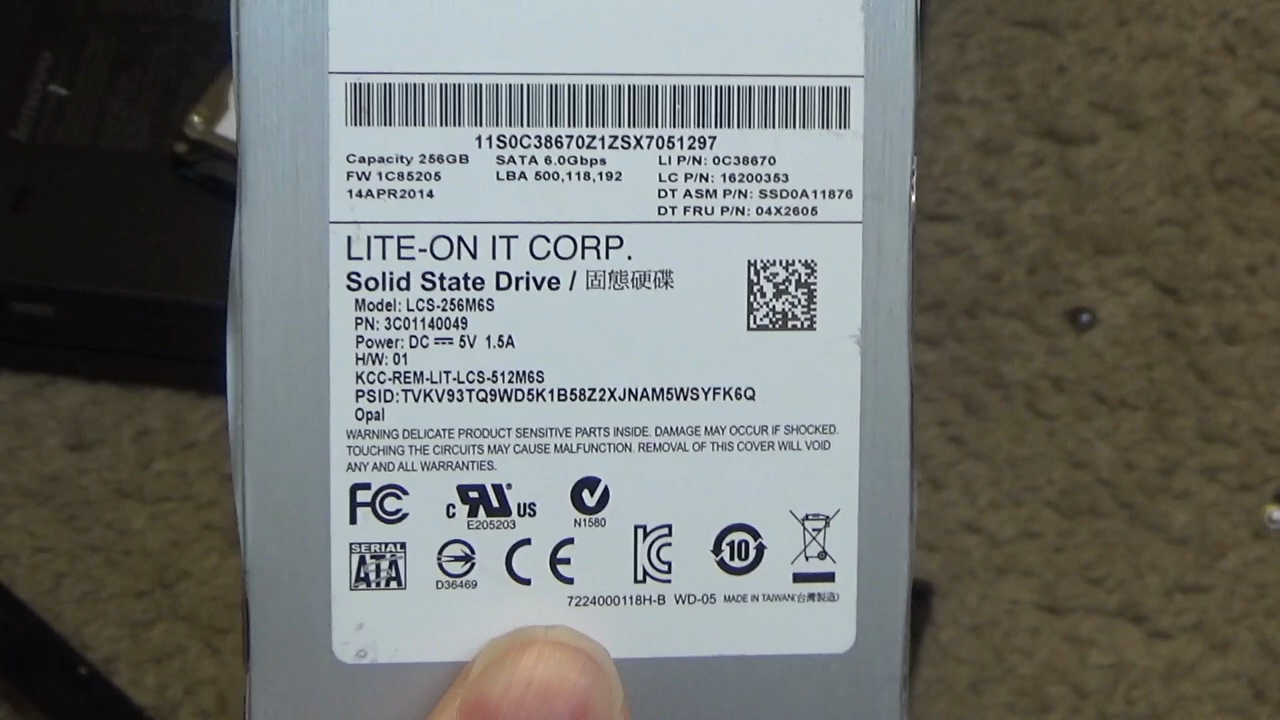 11S0C38670Z1ZSX7051297
Capacity 256GB SATA 6.0Gbps LI P/N: 0C38670
FW 1C85205 LBA 500,118,192 LC P/N: 16200353
14APR2014 DT ASM P/N: SSD0A11876
DT FRU P/N: 04X2605
LITE-ON IT CORP.
Solid State Drive / 固態硬碟
Model: LCS-256M6S
PN: 3C01140049
Power: DC 5V 1.5A
H/W: 01
KCC-REM-LIT-LCS-512M6S
PSID:TVKV93TQ9WD5K1B58Z2XJNAM5WSYFK6Q
Opal
WARNING DELICATE PRODUCT SENSITIVE PARTS INSIDE. DAMAGE MAY OCCUR IF SHOCKED.
TOUCHING THE CIRCUITS MAY CAUSE MALFUNCTION. REMOVAL OF THIS COVER WILL VOID
ANY AND ALL WARRANTIES.
FC c RU US
E205203 N1580
SERIAL ATA CE KC 10
D36469
7224000118H-B WD-05 MADE IN TAIWAN(台灣製造)